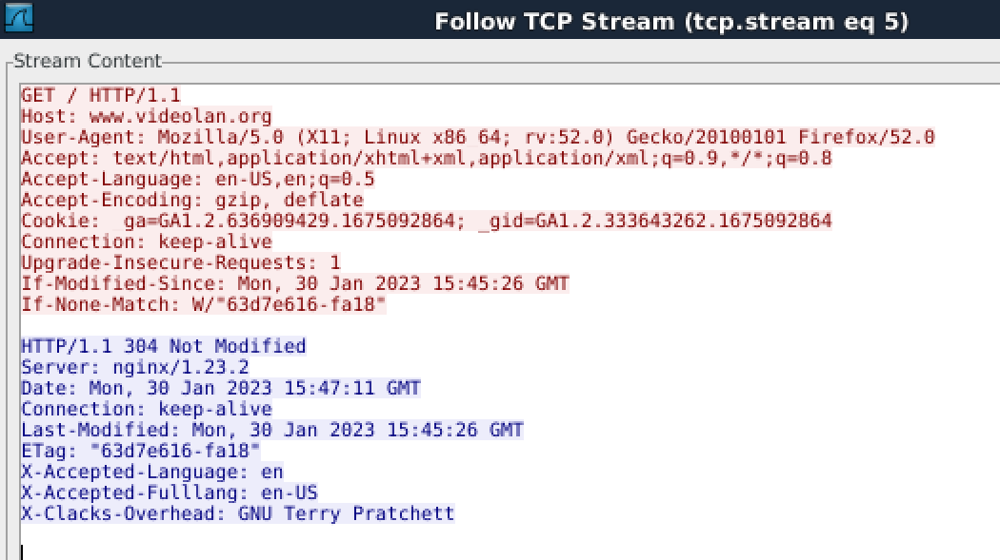 Follow TCP Stream (tcp.stream eq 5)
Stream Content
GET / HTTP/1.1
Host: www.videolan.org
User-Agent: Mozilla/5.0 (X11; Linux x86 64; rv:52.0) Gecko/20100101 Firefox/52.0
Accept: text/html,application/xhtml+xml,application/xml;q=0.9,*/*;q=0.8
Accept-Language: en-US,en;q=0.5
Accept-Encoding: gzip, deflate
Cookie:  ga=GA1.2.636909429.1675092864; _gid=GA1.2.333643262.1675092864
Connection: keep-alive
Upgrade-Insecure-Requests: 1
If-Modified-Since: Mon, 30 Jan 2023 15:45:26 GMT
If-None-Match: W/"63d7e616-fa18"
HTTP/1.1 304 Not Modified
Server: nginx/1.23.2
Date: Mon, 30 Jan 2023 15:47:11 GMT
Connection: keep-alive
Last-Modified: Mon, 30 Jan 2023 15:45:26 GMT
ETag: "63d7e616-fa18"
X-Accepted-Language: en
X-Accepted-Fulllang: en-US
X-Clacks-Overhead: GNU Terry Pratchett